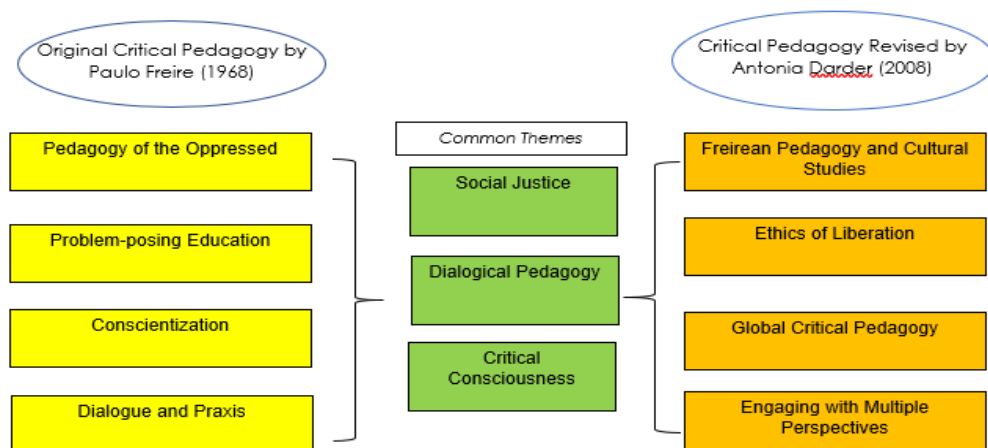 Original Critical Pedagogy by
Paulo Freire (1968)
Critical Pedagogy Revised by
Antonia Darder (2008)
Common Themes
Pedagogy of the Oppressed
Problem-posing Education
Conscientization
Dialogue and Praxis
Social Justice
Dialogical Pedagogy
Critical
Consciousness
Freirean Pedagogy and Cultural
Studies
Ethics of Liberation
Global Critical Pedagogy
Engaging with Multiple
Perspectives